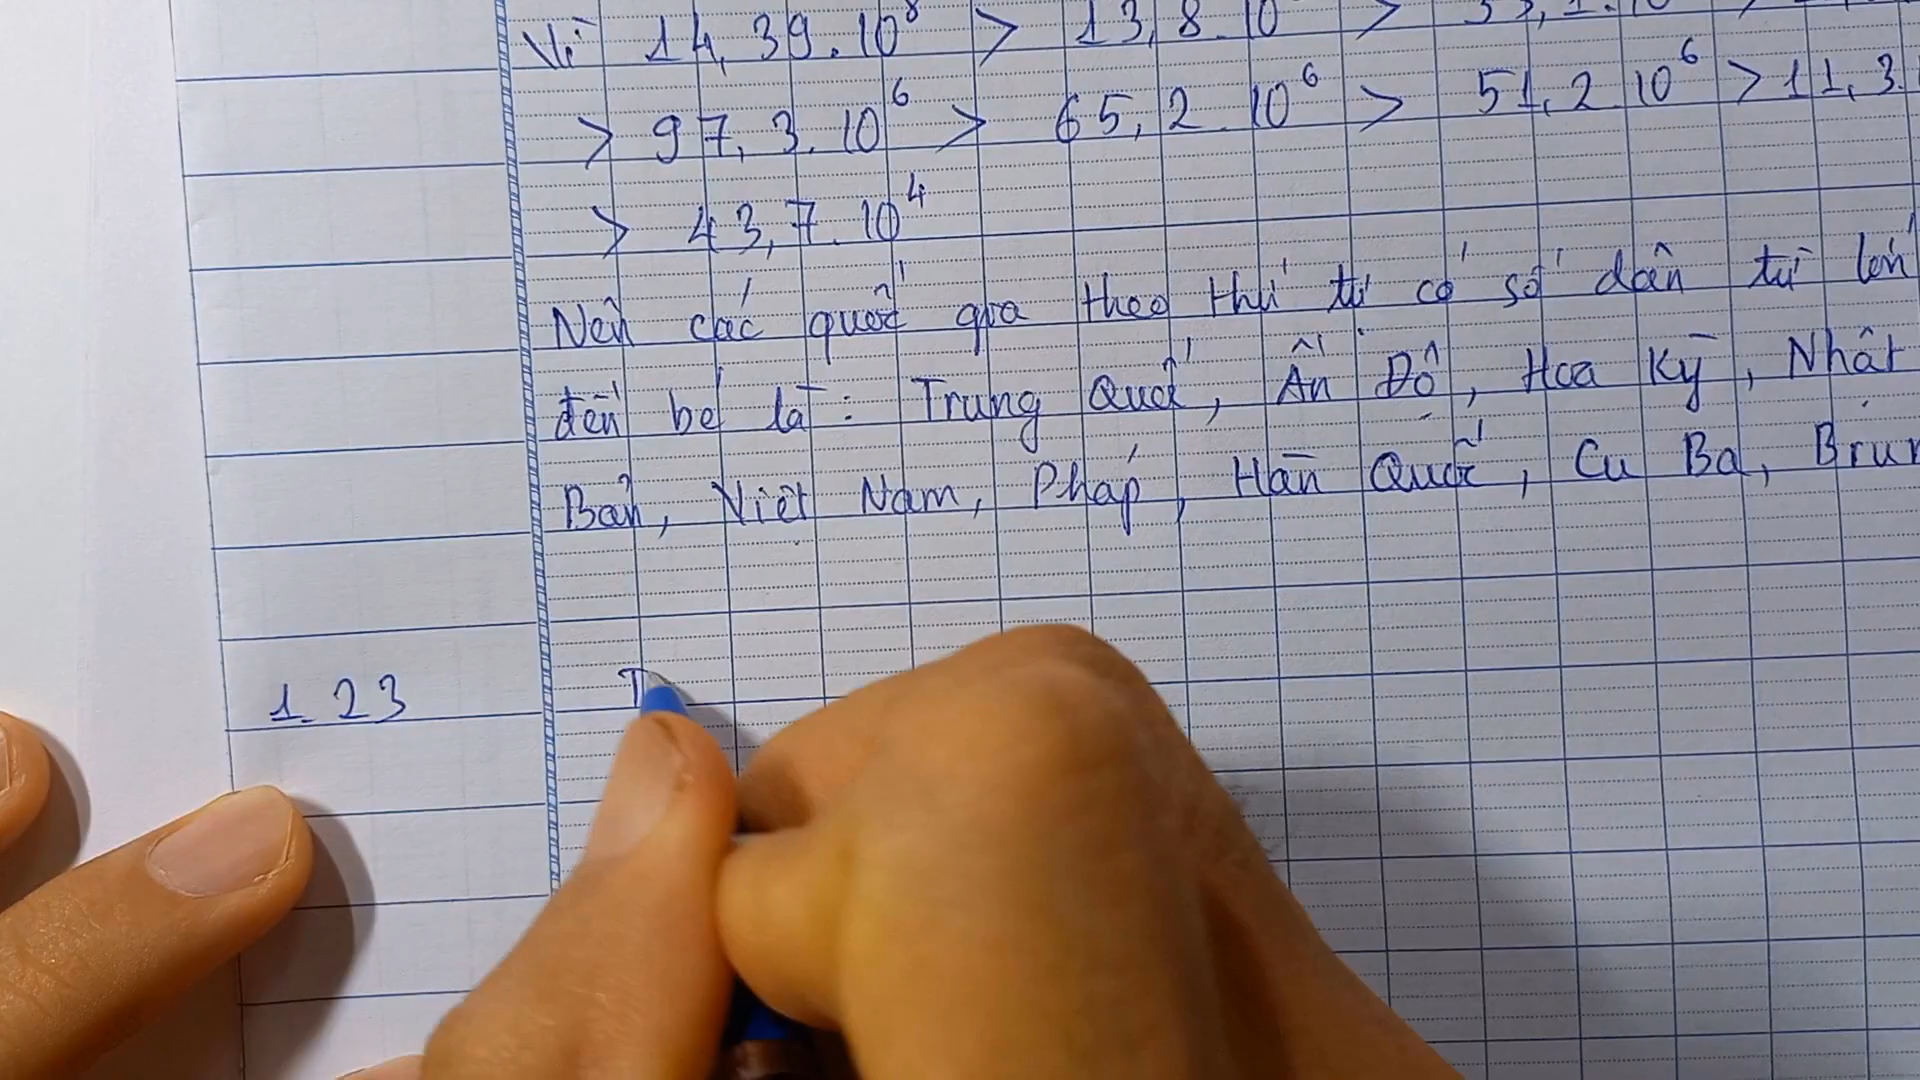 Vì 14,39.10⁸ > 13,8.10 >
> 97,3.10⁶ > 65,2.10⁶ > 51,2.10⁶ > 11,3.
> 43,7.10⁴
Nên các quốc gia theo thứ tự có số dân từ lớn
đến bé là: Trung Quốc, Ấn Độ, Hoa Kỳ, Nhật
Bản, Việt Nam, Pháp, Hàn Quốc, Cu Ba, Brun
1.23